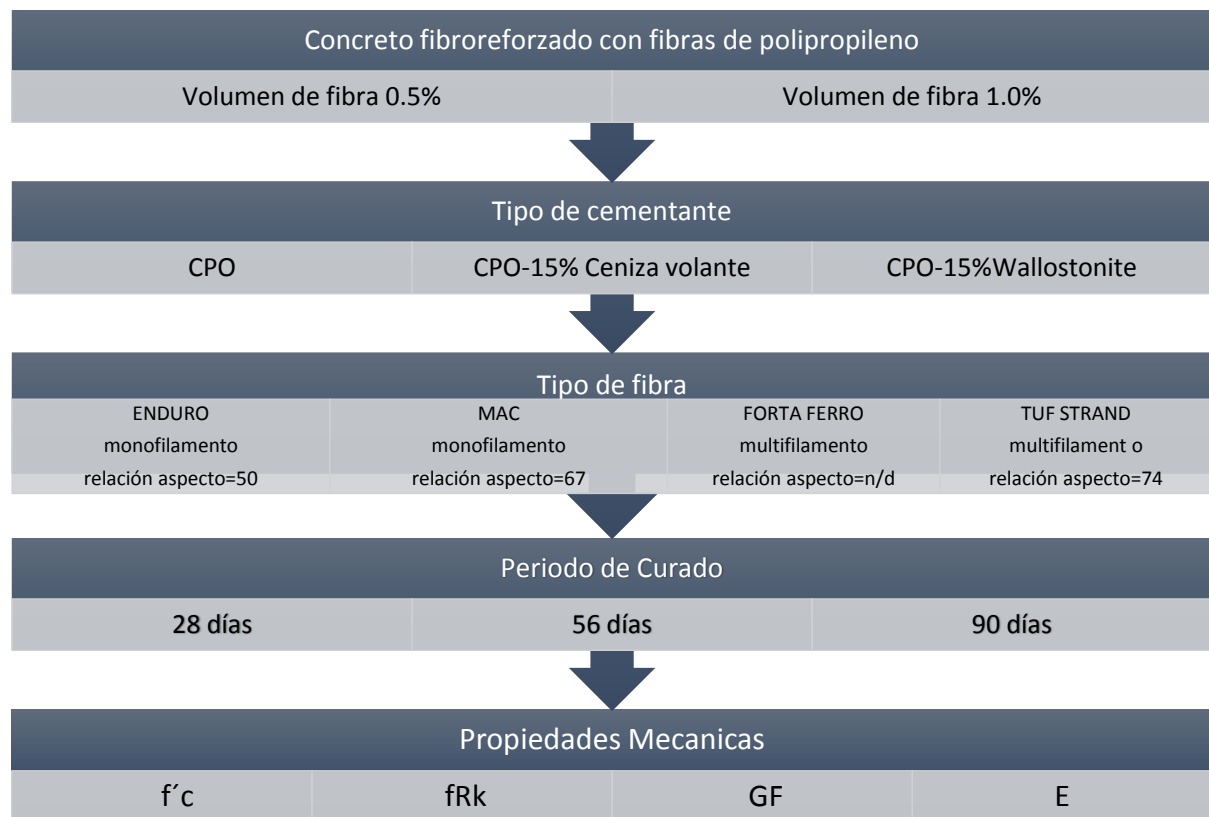 Concreto fibroreforzado con fibras de polipropileno
Volumen de fibra 0.5%
Volumen de fibra 1.0%
Tipo de cementante
CPO
CPO-15% Ceniza volante
CPO-15%Wallostonite
Tipo de fibra
ENDURO
monofilamento
relación aspecto=50
MAC
monofilamento
relación aspecto=67
FORTA FERRO
multifilamento
relación aspecto=n/d
TUF STRAND
multifilament o
relación aspecto=74
Periodo de Curado
28 días
56 días
90 días
Propiedades Mecanicas
f´c
fRk
GF
E